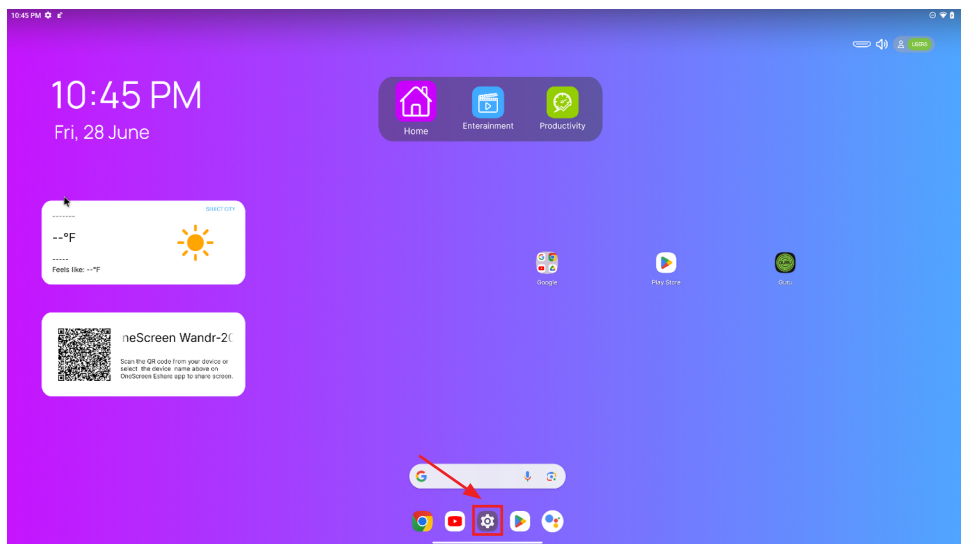 10:45 PM
USERS
10:45 PM
Fri, 28 June
Home
Enterainment
Productivity
SELECT CITY
-------
--°F
-----
Feels like: --°F
Google
Play Store
Guru
neScreen Wandr-2
Scan the QR code from your device or
select the device name above on
OneScreen Eshare app to share screen.